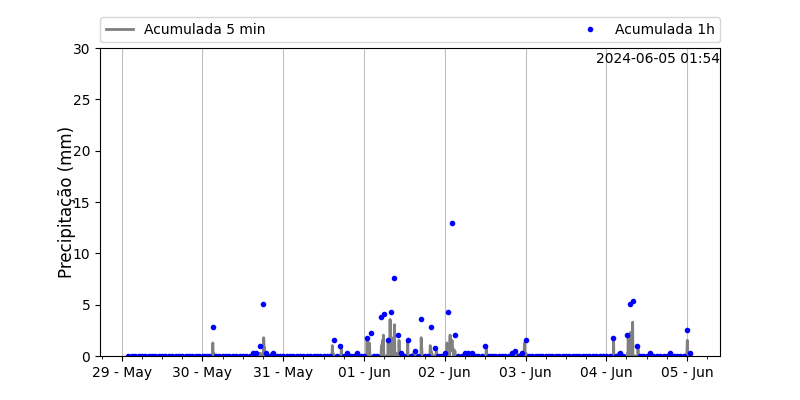 Acumulada 5 min
Acumulada 1h
2024-06-05 01:54
Precipitação (mm)
30
25
20
15
10
5
0
29 - May
30 - May
31 - May
01 - Jun
02 - Jun
03 - Jun
04 - Jun
05 - Jun